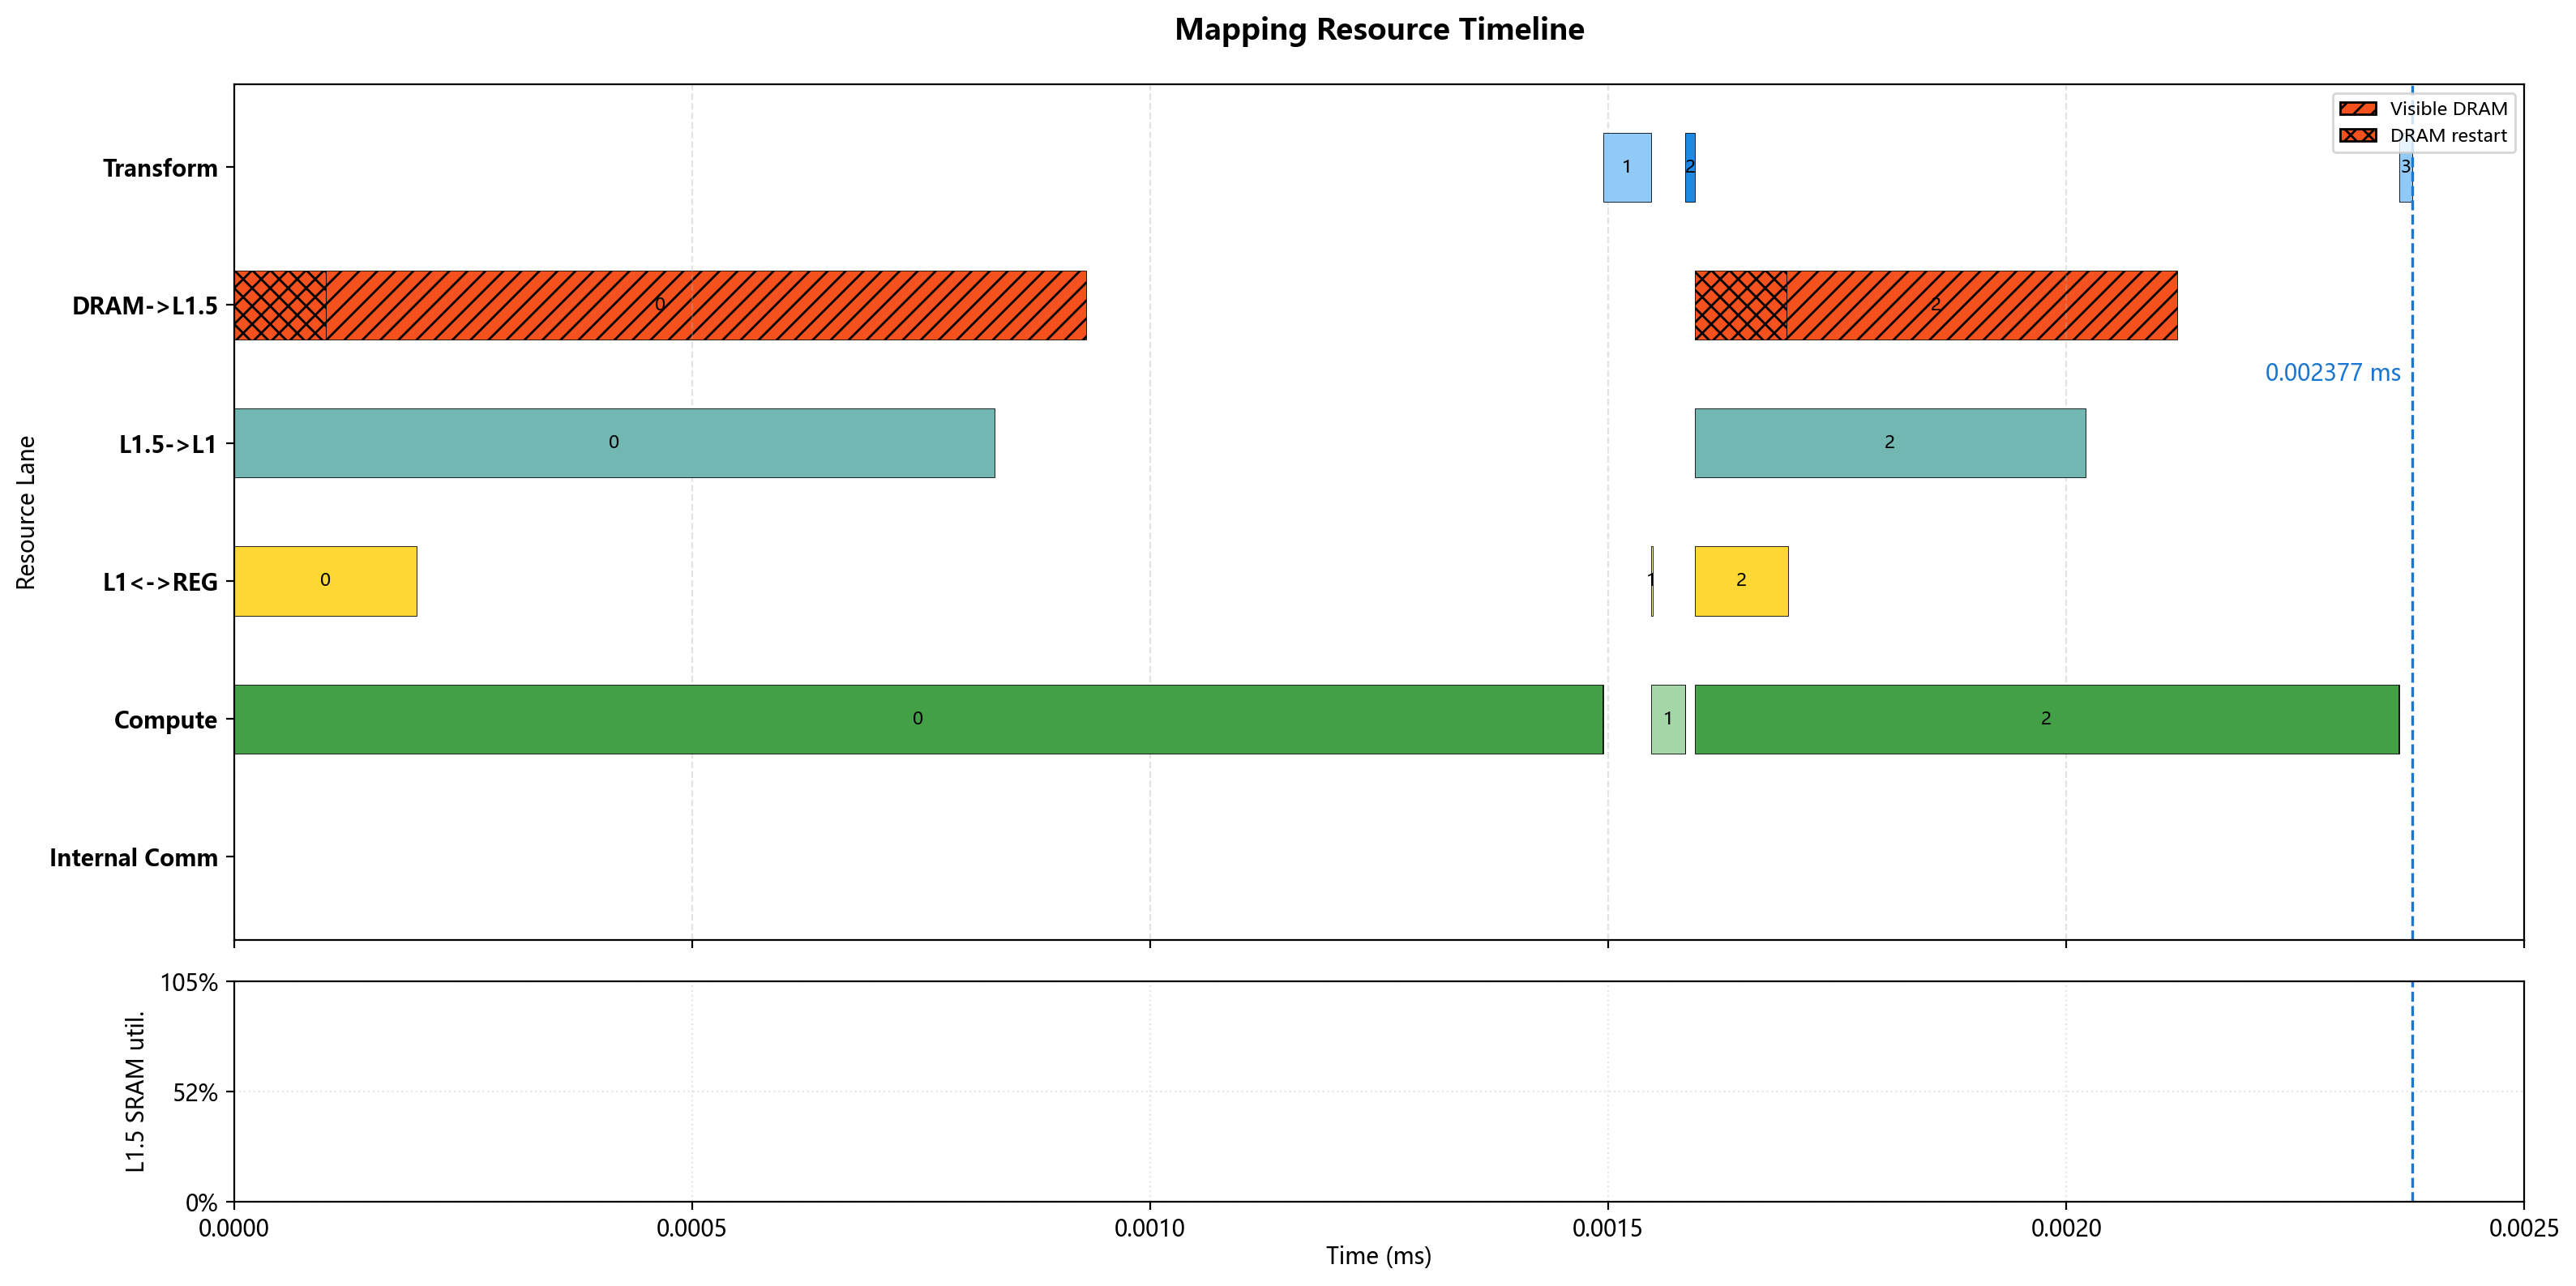 Mapping Resource Timeline
Visible DRAM
DRAM restart
Transform
1
2
3
DRAM->L1.5
0
2
0.002377 ms
L1.5->L1
0
2
L1<->REG
0
1
2
Compute
0
1
2
Internal Comm
Resource Lane
105%
52%
0%
L1.5 SRAM util.
0.0000
0.0005
0.0010
0.0015
0.0020
0.0025
Time (ms)